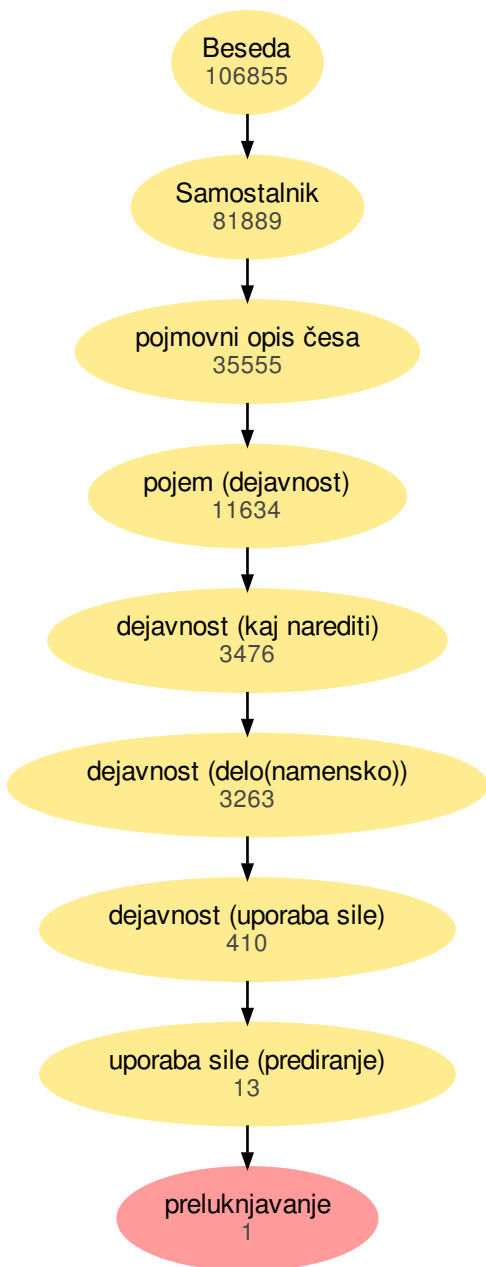 Beseda
106855
Samostalnik
81889
pojmovni opis česa
35555
pojem (dejavnost)
11634
dejavnost (kaj narediti)
3476
dejavnost (delo(namensko))
3263
dejavnost (uporaba sile)
410
uporaba sile (prediranje)
13
preluknjavanje
1